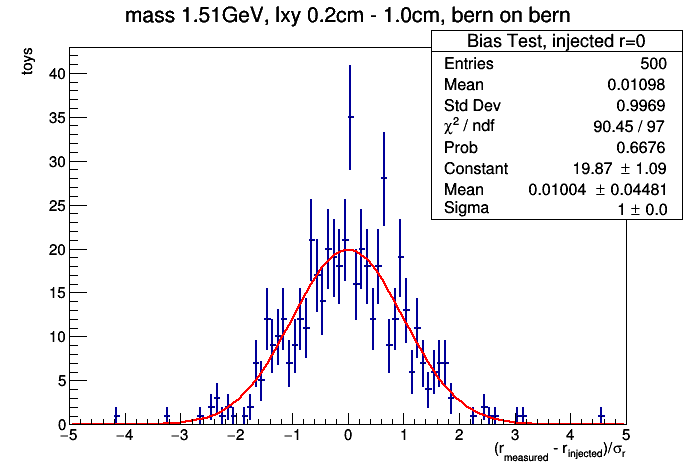 mass 1.51GeV, lxy 0.2cm - 1.0cm, bern on bern
Bias Test, injected r=0
Entries 500
Mean 0.01098
Std Dev 0.9969
χ² / ndf 90.45 / 97
Prob 0.6676
Constant 19.87 ± 1.09
Mean 0.01004 ± 0.04481
Sigma 1 ± 0.0
toys
40
35
30
25
20
15
10
5
0
−5 −4 −3 −2 −1 0 1 2 3 4 5
(r_measured - r_injected)/σ_r